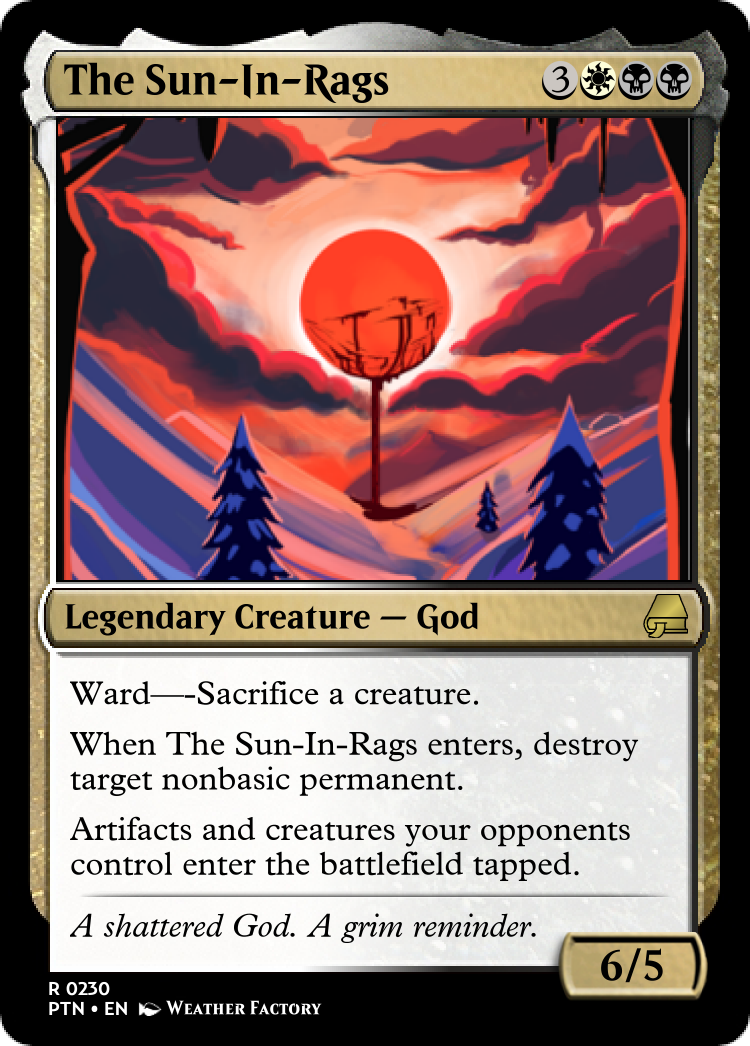 The Sun-In-Rags 3
Legendary Creature — God
Ward—-Sacrifice a creature.
When The Sun-In-Rags enters, destroy
target nonbasic permanent.
Artifacts and creatures your opponents
control enter the battlefield tapped.
A shattered God. A grim reminder.
6/5
R 0230
PTN • EN Weather Factory